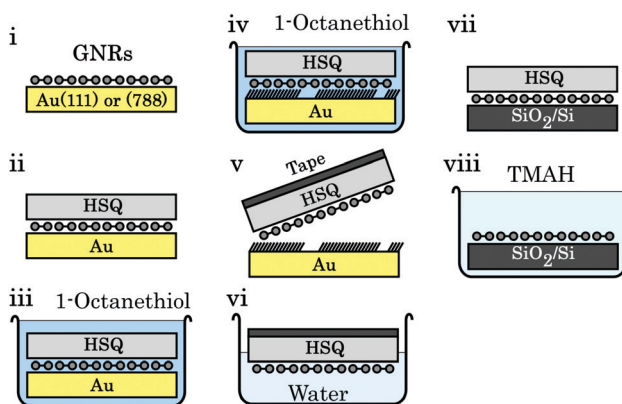 i
GNRs
Au(111) or (788)
ii
HSQ
Au
iii
1-Octanethiol
HSQ
Au
iv
1-Octanethiol
HSQ
Au
v
Tape
HSQ
Au
vi
HSQ
Water
vii
HSQ
SiO₂/Si
viii
TMAH
SiO₂/Si